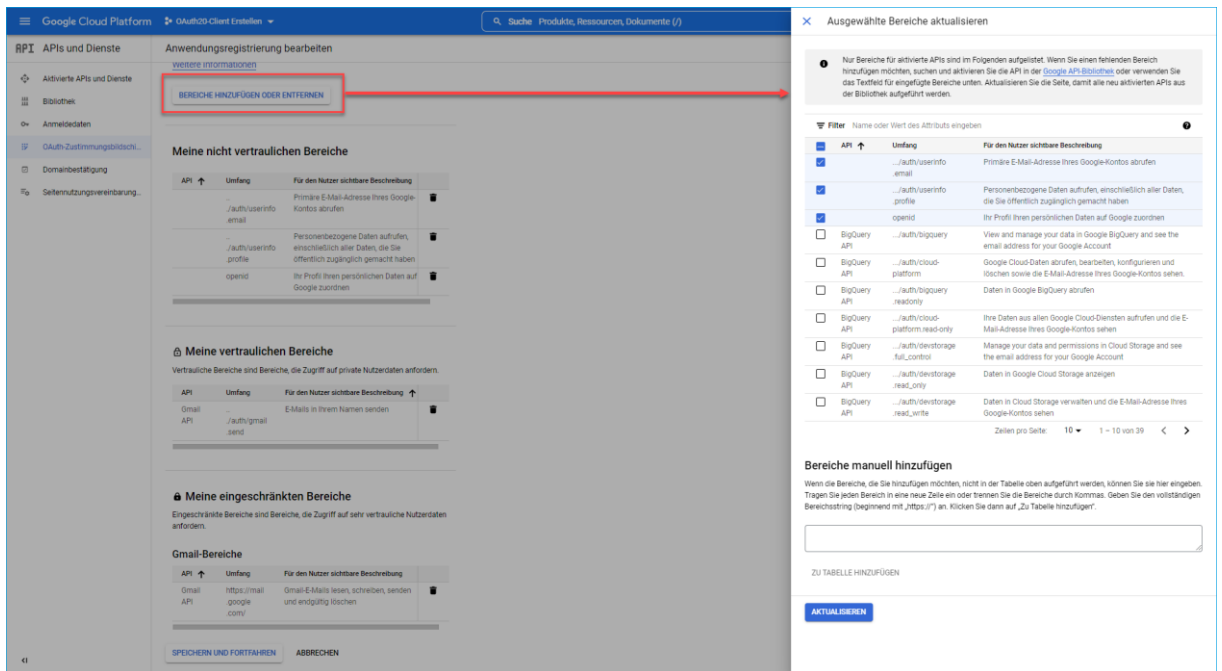 Google Cloud Platform
OAuth20-Client Erstellen
Suche Produkte, Ressourcen, Dokumente (/)
API APIs und Dienste
Aktivierte APIs und Dienste
Bibliothek
Anmeldedaten
OAuth-Zustimmungsbildschi...
Domainbestätigung
Seitennutzungsvereinbarung...
Anwendungsregistrierung bearbeiten
Weitere Informationen
BEREICHE HINZUFÜGEN ODER ENTFERNEN
Meine nicht vertraulichen Bereiche
API Umfang Für den Nutzer sichtbare Beschreibung
.. Primäre E-Mail-Adresse Ihres Google-
./auth/userinfo Kontos abrufen
.email
.. Personenbezogene Daten aufrufen,
./auth/userinfo einschließlich aller Daten, die Sie
.profile öffentlich zugänglich gemacht haben
openid Ihr Profil Ihren persönlichen Daten auf
Google zuordnen
Meine vertraulichen Bereiche
Vertrauliche Bereiche sind Bereiche, die Zugriff auf private Nutzerdaten anfordern.
API Umfang Für den Nutzer sichtbare Beschreibung
Gmail .. E-Mails in Ihrem Namen senden
API ./auth/gmail
.send
Meine eingeschränkten Bereiche
Eingeschränkte Bereiche sind Bereiche, die Zugriff auf sehr vertrauliche Nutzerdaten
anfordern.
Gmail-Bereiche
API Umfang Für den Nutzer sichtbare Beschreibung
Gmail https://mail Gmail-E-Mails lesen, schreiben, senden
API .google und endgültig löschen
.com/
SPEICHERN UND FORTFAHREN ABBRECHEN
Ausgewählte Bereiche aktualisieren
Nur Bereiche für aktivierte APIs sind im Folgenden aufgelistet. Wenn Sie einen fehlenden Bereich
hinzufügen möchten, suchen und aktivieren Sie die API in der Google API-Bibliothek oder verwenden Sie
das Textfeld für eingefügte Bereiche unten. Aktualisieren Sie die Seite, damit alle neu aktivierten APIs aus
der Bibliothek aufgeführt werden.
Filter Name oder Wert des Attributs eingeben
API Umfang Für den Nutzer sichtbare Beschreibung
.../auth/userinfo Primäre E-Mail-Adresse Ihres Google-Kontos abrufen
.email
.../auth/userinfo Personenbezogene Daten aufrufen, einschließlich aller Daten,
.profile die Sie öffentlich zugänglich gemacht haben
openid Ihr Profil Ihren persönlichen Daten auf Google zuordnen
BigQuery .../auth/bigquery View and manage your data in Google BigQuery and see the
API email address for your Google Account
BigQuery .../auth/cloud- Google Cloud-Daten abrufen, bearbeiten, konfigurieren und
API platform löschen sowie die E-Mail-Adresse Ihres Google-Kontos sehen.
BigQuery .../auth/bigquery Daten in Google BigQuery abrufen
API .readonly
BigQuery .../auth/cloud- Ihre Daten aus allen Google Cloud-Diensten aufrufen und die E-
API platform.read-only Mail-Adresse Ihres Google-Kontos sehen
BigQuery .../auth/devstorage Manage your data and permissions in Cloud Storage and see
API .full_control the email address for your Google Account
BigQuery .../auth/devstorage Daten in Google Cloud Storage anzeigen
API .read_only
BigQuery .../auth/devstorage Daten in Cloud Storage verwalten und die E-Mail-Adresse Ihres
API .read_write Google-Kontos sehen
Zeilen pro Seite: 10 1 – 10 von 39
Bereiche manuell hinzufügen
Wenn die Bereiche, die Sie hinzufügen möchten, nicht in der Tabelle oben aufgeführt werden, können Sie sie hier eingeben.
Tragen Sie jeden Bereich in eine neue Zeile ein oder trennen Sie die Bereiche durch Kommas. Geben Sie den vollständigen
Bereichsstring (beginnend mit „https://") an. Klicken Sie dann auf „Zu Tabelle hinzufügen".
ZU TABELLE HINZUFÜGEN
AKTUALISIEREN